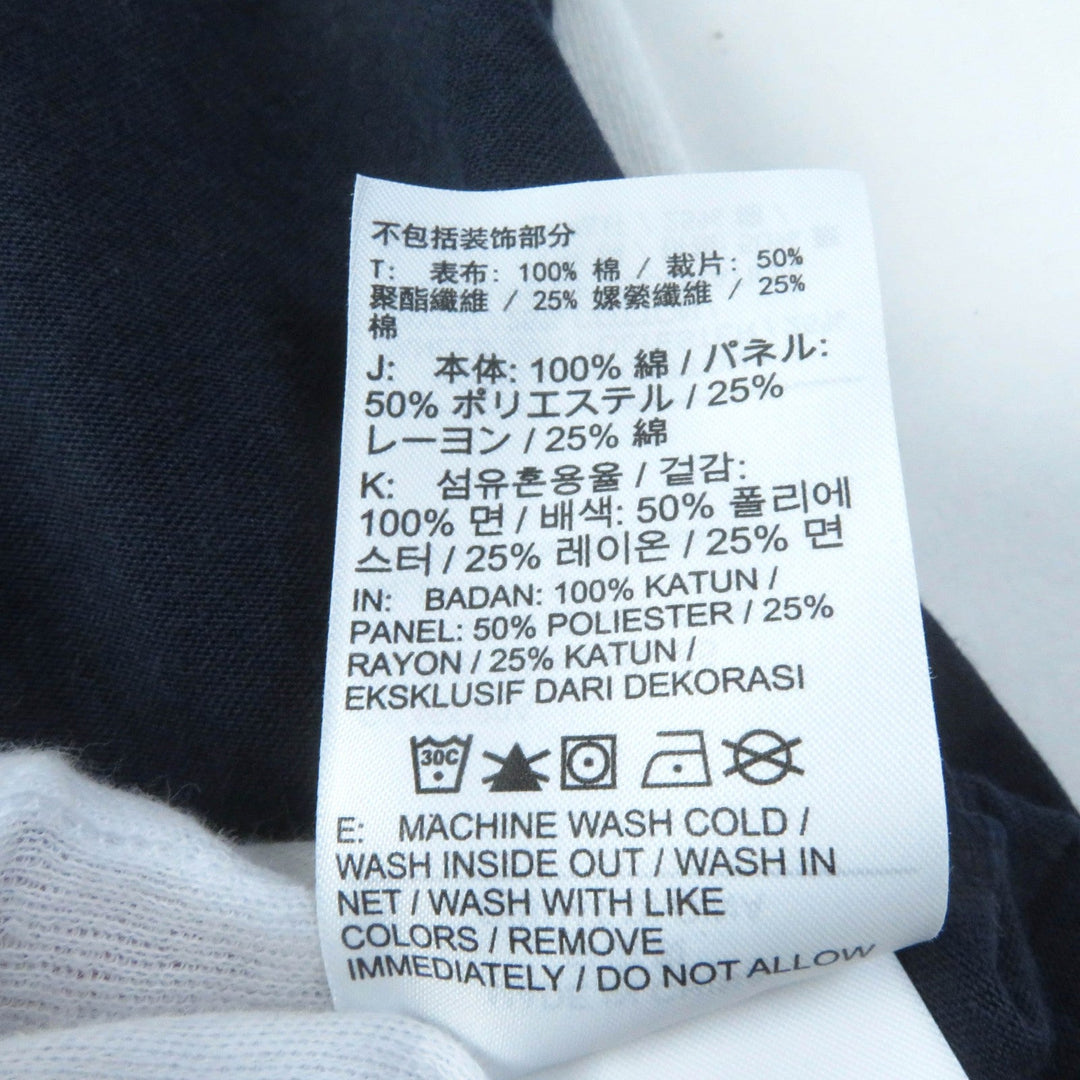 不包括装饰部分
T: 表布: 100% 棉 / 裁片: 50%
聚酯纖維 / 25% 嫘縈纖維 / 25%
棉
J: 本体: 100% 綿 / パネル:
50% ポリエステル / 25%
レーヨン / 25% 綿
K: 섬유혼용율 / 겉감:
100% 면 / 배색: 50% 폴리에
스터 / 25% 레이온 / 25% 면
IN: BADAN: 100% KATUN /
PANEL: 50% POLIESTER / 25%
RAYON / 25% KATUN /
EKSKLUSIF DARI DEKORASI
30C
E: MACHINE WASH COLD /
WASH INSIDE OUT / WASH IN
NET / WASH WITH LIKE
COLORS / REMOVE
IMMEDIATELY / DO NOT ALLOW